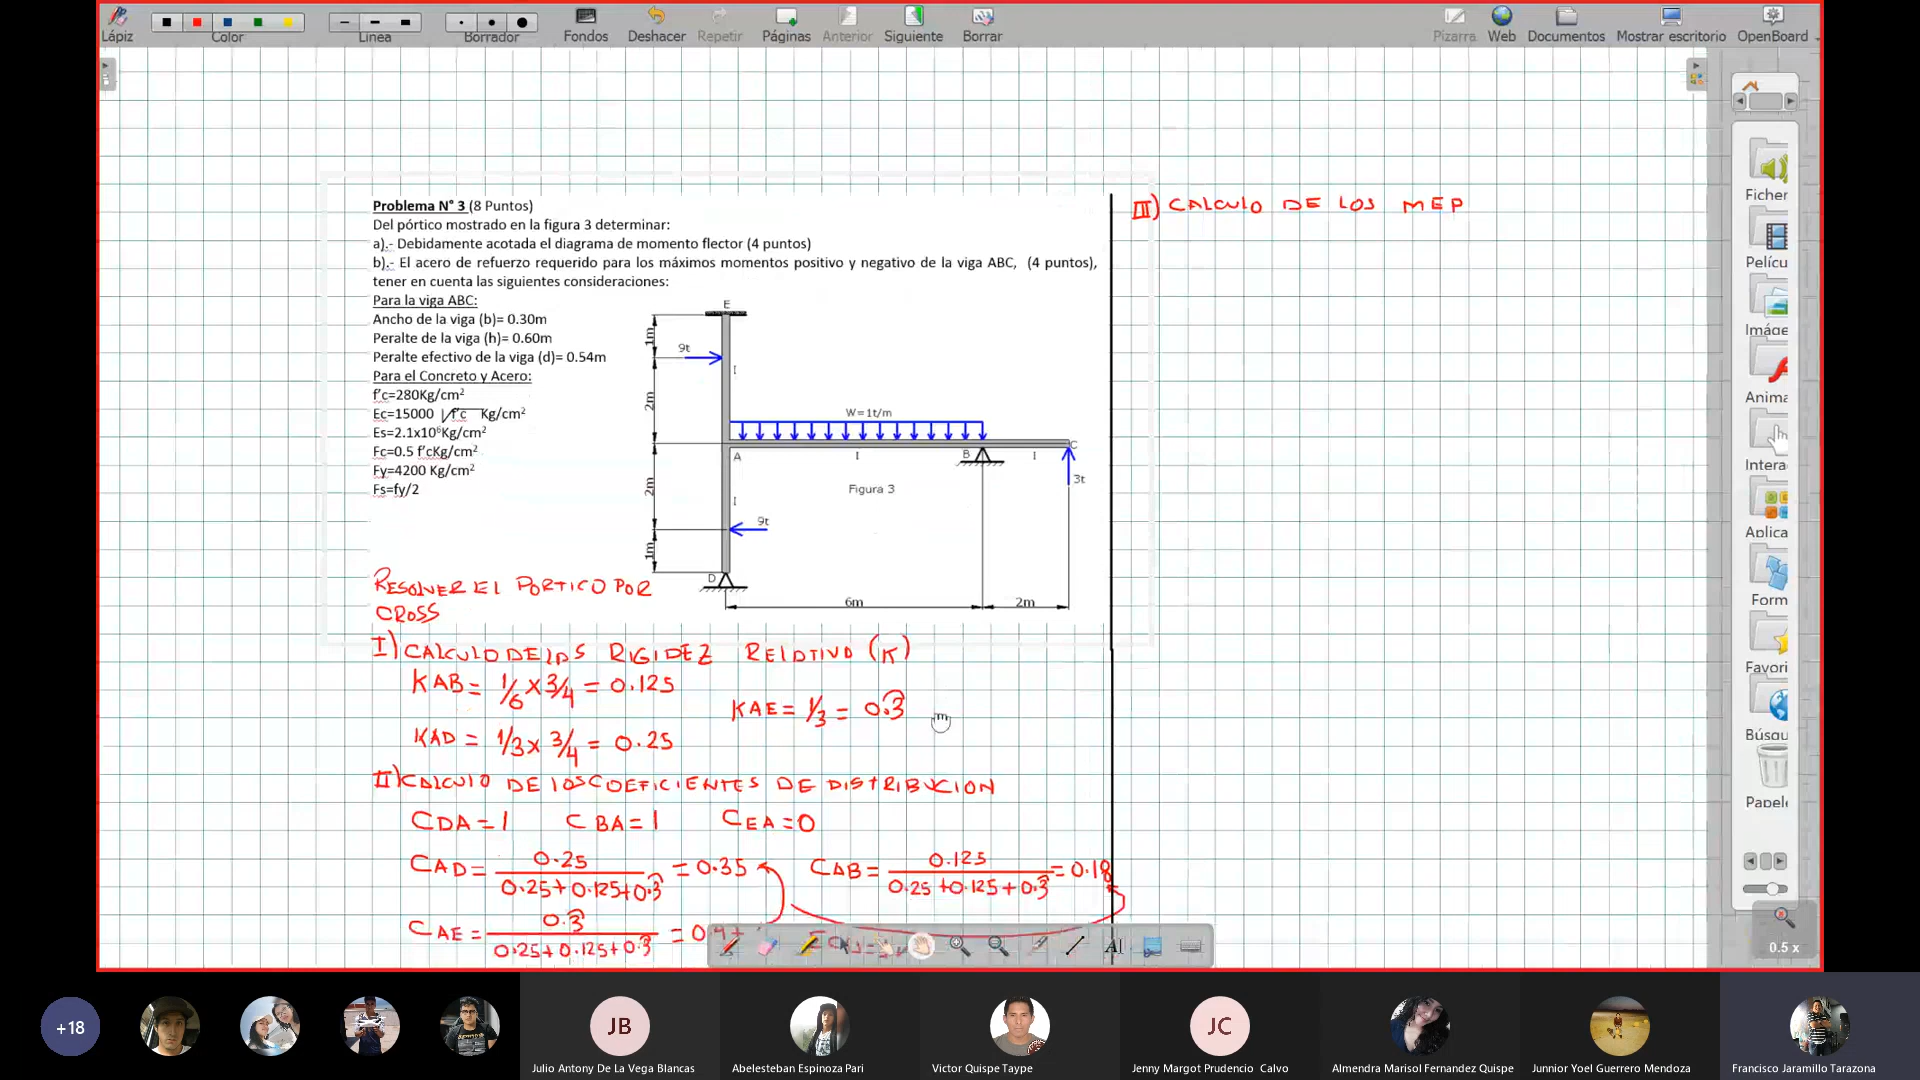 Lápiz
Color
Línea
Borrador
Fondos
Deshacer
Repetir
Páginas
Anterior
Siguiente
Borrar
Pizarra
Web
Documentos
Mostrar escritorio
OpenBoard
Problema N° 3 (8 Puntos)
Del pórtico mostrado en la figura 3 determinar:
a).- Debidamente acotada el diagrama de momento flector (4 puntos)
b).- El acero de refuerzo requerido para los máximos momentos positivo y negativo de la viga ABC, (4 puntos),
tener en cuenta las siguientes consideraciones:
Para la viga ABC:
Ancho de la viga (b)= 0.30m
Peralte de la viga (h)= 0.60m
Peralte efectivo de la viga (d)= 0.54m
Para el Concreto y Acero:
f'c=280Kg/cm²
Ec=15000 √f'c Kg/cm²
Es=2.1x10⁶Kg/cm²
Fc=0.5 f'cKg/cm²
Fy=4200 Kg/cm²
Fs=fy/2
E
1m
9t
I
2m
W=1t/m
A
I
B
I
C
3t
2m
I
Figura 3
9t
1m
D
6m
2m
RESOLVER EL PORTICO POR
CROSS
I) CALCULO DE LAS RIGIDEZ RELATIVO (K)
KAB = 1/6 x 3/4 = 0.125
KAE = 1/3 = 0.3
KAD = 1/3 x 3/4 = 0.25
II) CALCULO DE LOS COEFICIENTES DE DISTRIBUCION
CDA = 1 CBA = 1 CEA = 0
CAD = 0.25 / 0.25+0.125+0.3 = 0.35
CAB = 0.125 / 0.25+0.125+0.3 = 0.18
CAE = 0.3 / 0.25+0.125+0.3
III) CALCULO DE LOS MEP
Ficher
Pelícu
Imáge
Anima
Intera
Aplica
Form
Favori
Búsqu
Papele
0.5 x
+18
JB
JC
Julio Antony De La Vega Blancas
Abelesteban Espinoza Pari
Victor Quispe Taype
Jenny Margot Prudencio Calvo
Almendra Marisol Fernandez Quispe
Junnior Yoel Guerrero Mendoza
Francisco Jaramillo Tarazona